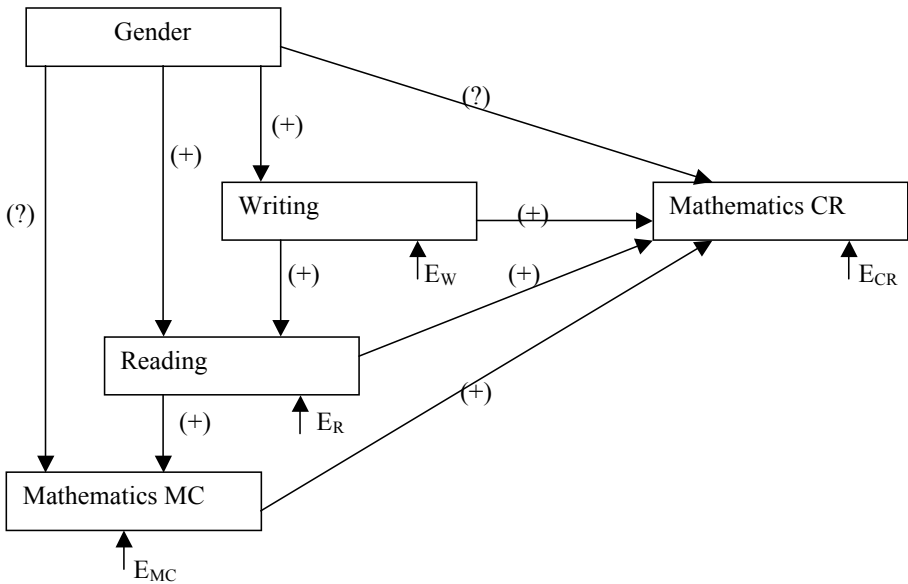 Gender
(?)
(+)
(+)
(?)
Writing
(+)
Mathematics CR
(+)
E_W
(+)
E_CR
Reading
(+)
(+)
E_R
Mathematics MC
E_MC